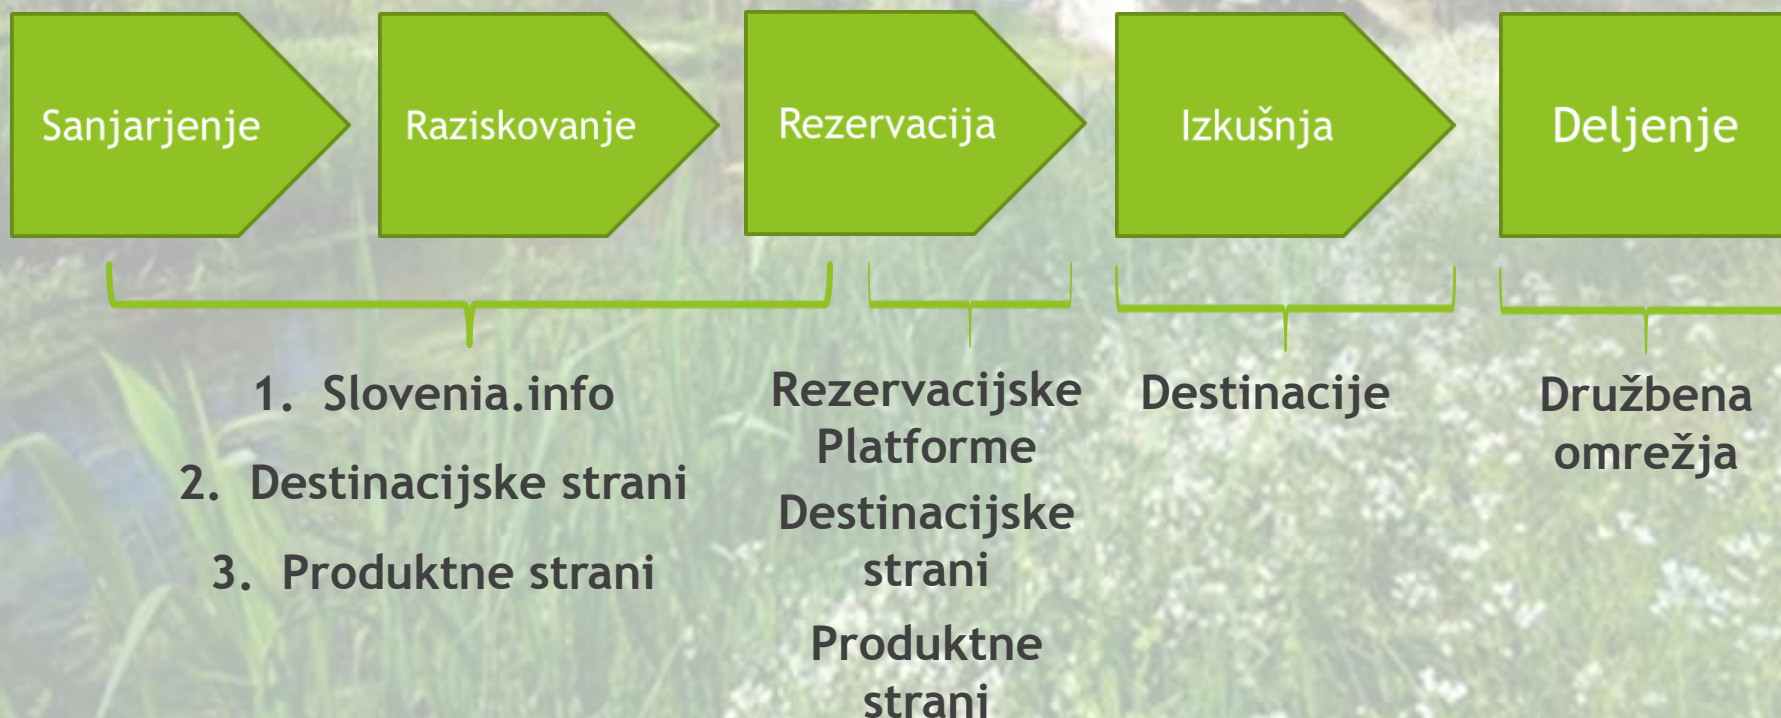 Sanjarjenje
Raziskovanje
Rezervacija
Izkušnja
Deljenje
1. Slovenia.info
2. Destinacijske strani
3. Produktne strani
Rezervacijske
Platforme
Destinacijske
strani
Produktne
strani
Destinacije
Družbena
omrežja